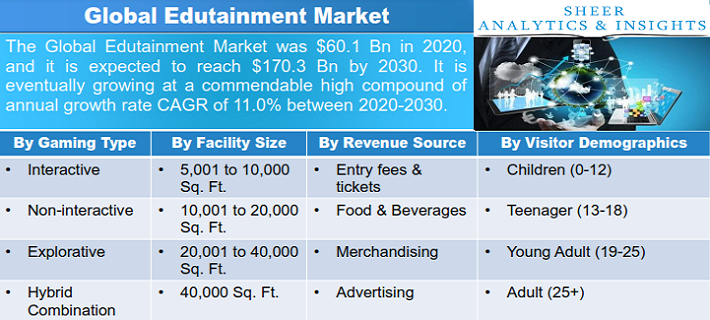 Global Edutainment Market
SHEER
ANALYTICS & INSIGHTS
The Global Edutainment Market was $60.1 Bn in 2020,
and it is expected to reach $170.3 Bn by 2030. It is
eventually growing at a commendable high compound of
annual growth rate CAGR of 11.0% between 2020-2030.
By Gaming Type By Facility Size By Revenue Source By Visitor Demographics
• Interactive • 5,001 to 10,000 Sq. Ft. • Entry fees & tickets • Children (0-12)
• Non-interactive • 10,001 to 20,000 Sq. Ft. • Food & Beverages • Teenager (13-18)
• Explorative • 20,001 to 40,000 Sq. Ft. • Merchandising • Young Adult (19-25)
• Hybrid Combination • 40,000 Sq. Ft. • Advertising • Adult (25+)